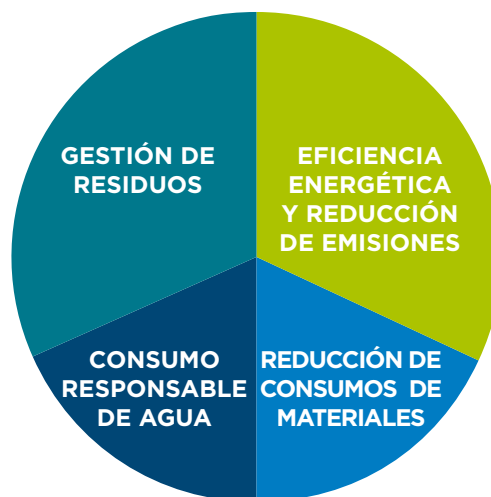 GESTIÓN DE
RESIDUOS
EFICIENCIA
ENERGÉTICA
Y REDUCCIÓN
DE EMISIONES
CONSUMO
RESPONSABLE
DE AGUA
REDUCCIÓN DE
CONSUMOS DE
MATERIALES